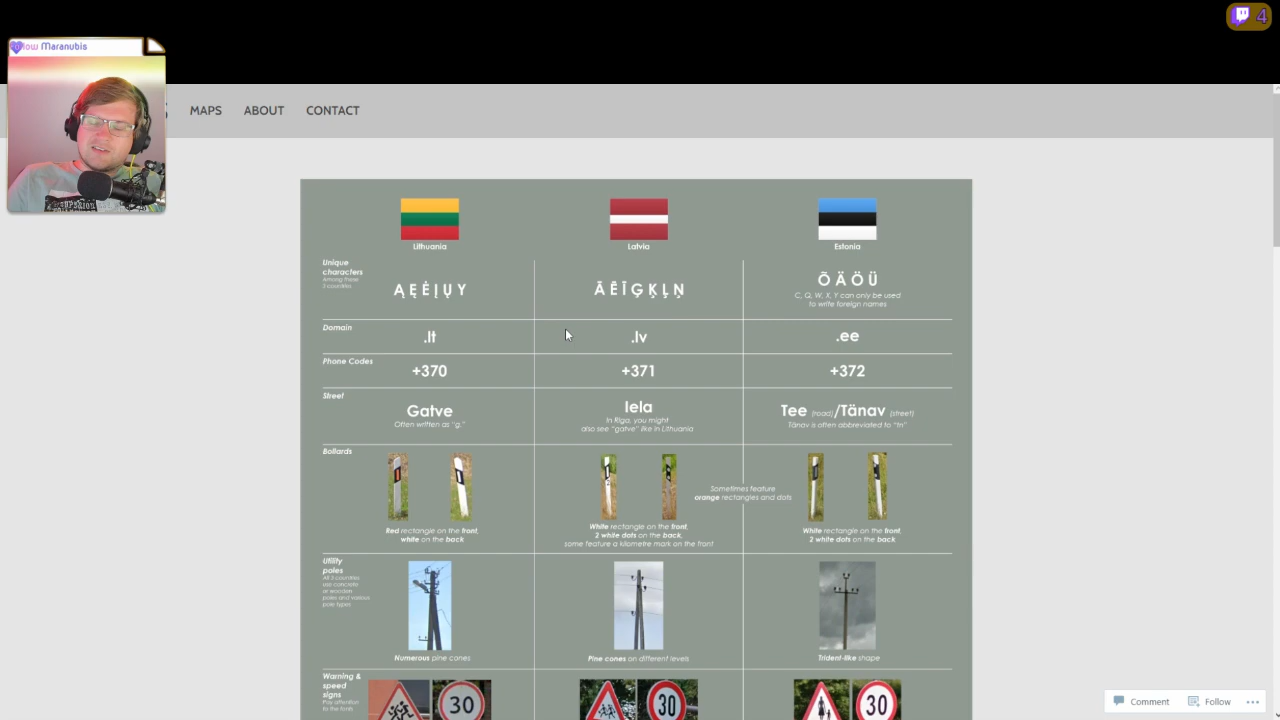 4
Follow Maranubis
MAPS ABOUT CONTACT
Lithuania
Latvia
Estonia
Unique
characters
Among these
3 countries
Ą Ę Ė Į Ų Y
Ā Ē Ī Ģ Ķ Ļ Ņ
Õ Ä Ö Ü
C, Q, W, X, Y can only be used
to write foreign names
Domain
.lt
.lv
.ee
Phone Codes
+370
+371
+372
Street
Gatve
Often written as "g."
Iela
In Riga, you might
also see "gatve" like in Lithuania
Tee (road)/Tänav (street)
Tänav is often abbreviated to "tn"
Bollards
Red rectangle on the front,
white on the back
White rectangle on the front,
2 white dots on the back,
some feature a kilometre mark on the front
Sometimes feature
orange rectangles and dots
White rectangle on the front,
2 white dots on the back
Utility
poles
All 3 countries
use concrete
or wooden
poles and various
pole types
Numerous pine cones
Pine cones on different levels
Trident-like shape
Warning &
speed
signs
Pay attention
to the fonts
30
30
30
Comment
Follow